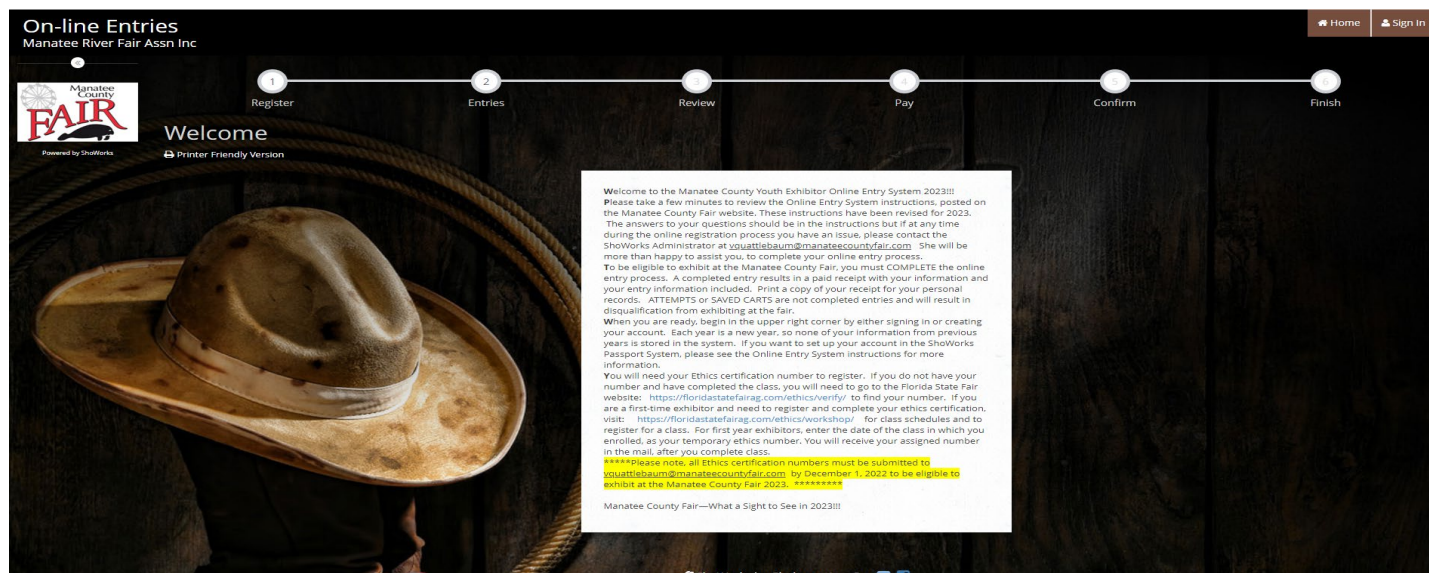 On-line Entries
Manatee River Fair Assn Inc
Home
Sign In
«
Manatee
County
FAIR
Powered by ShoWorks
1
Register
2
Entries
3
Review
4
Pay
5
Confirm
6
Finish
Welcome
Printer Friendly Version
Welcome to the Manatee County Youth Exhibitor Online Entry System 2023!!!
Please take a few minutes to review the Online Entry System instructions, posted on
the Manatee County Fair website. These instructions have been revised for 2023.
The answers to your questions should be in the instructions but if at any time
during the online registration process you have an issue, please contact the
ShoWorks Administrator at vquattlebaum@manateecountyfair.com   She will be
more than happy to assist you, to complete your online entry process.
To be eligible to exhibit at the Manatee County Fair, you must COMPLETE the online
entry process.  A completed entry results in a paid receipt with your information and
your entry information included.  Print a copy of your receipt for your personal
records.   ATTEMPTS or SAVED CARTS are not completed entries and will result in
disqualification from exhibiting at the fair.
When you are ready, begin in the upper right corner by either signing in or creating
your account.  Each year is a new year, so none of your information from previous
years is stored in the system.  If you want to set up your account in the ShoWorks
Passport System, please see the Online Entry System instructions for more
information.
You will need your Ethics certification number to register.  If you do not have your
number and have completed the class, you will need to go to the Florida State Fair
website:  https://floridastatefairag.com/ethics/verify/  to find your number. If you
are a first-time exhibitor and need to register and complete your ethics certification,
visit:    https://floridastatefairag.com/ethics/workshop/   for class schedules and to
register for a class.  For first year exhibitors, enter the date of the class in which you
enrolled, as your temporary ethics number. You will receive your assigned number
in the mail, after you complete class.
*****Please note, all Ethics certification numbers must be submitted to
vquattlebaum@manateecountyfair.com  by December 1, 2022 to be eligible to
exhibit at the Manatee County Fair 2023.  *********
Manatee County Fair—What a Sight to See in 2023!!!